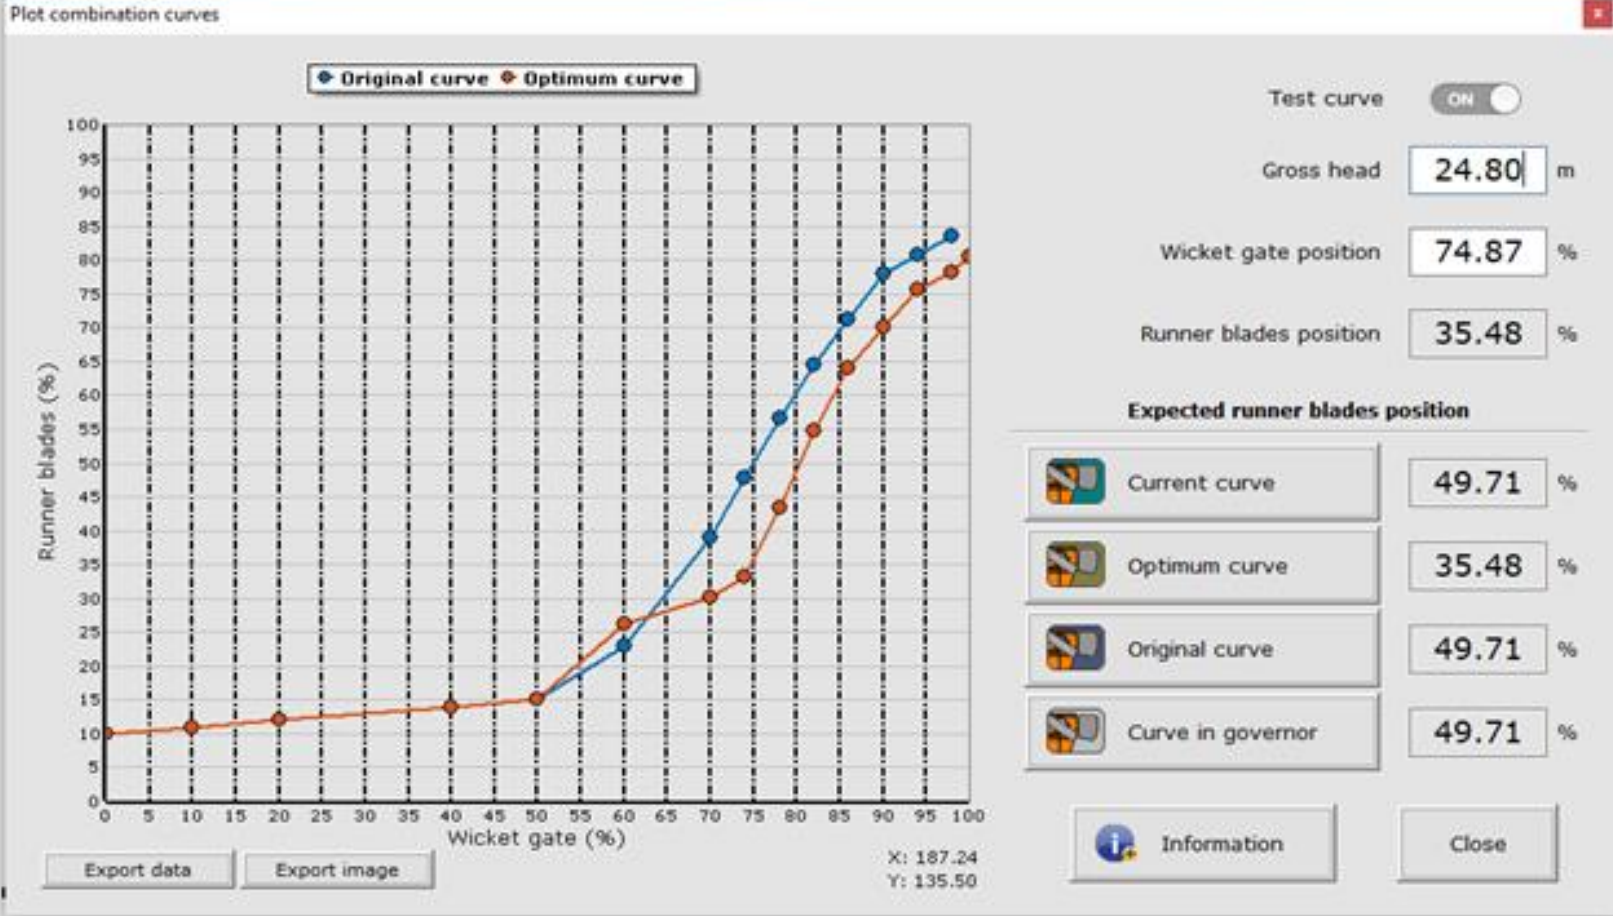 Plot combination curves
x
Original curve Optimum curve
100
95
90
85
80
75
70
65
60
55
50
45
40
35
30
25
20
15
10
5
0
Runner blades (%)
0 5 10 15 20 25 30 35 40 45 50 55 60 65 70 75 80 85 90 95 100
Wicket gate (%)
Export data
Export image
X: 187.24
Y: 135.50
Test curve ON
Gross head 24.80 m
Wicket gate position 74.87 %
Runner blades position 35.48 %
Expected runner blades position
Current curve 49.71 %
Optimum curve 35.48 %
Original curve 49.71 %
Curve in governor 49.71 %
i Information
Close